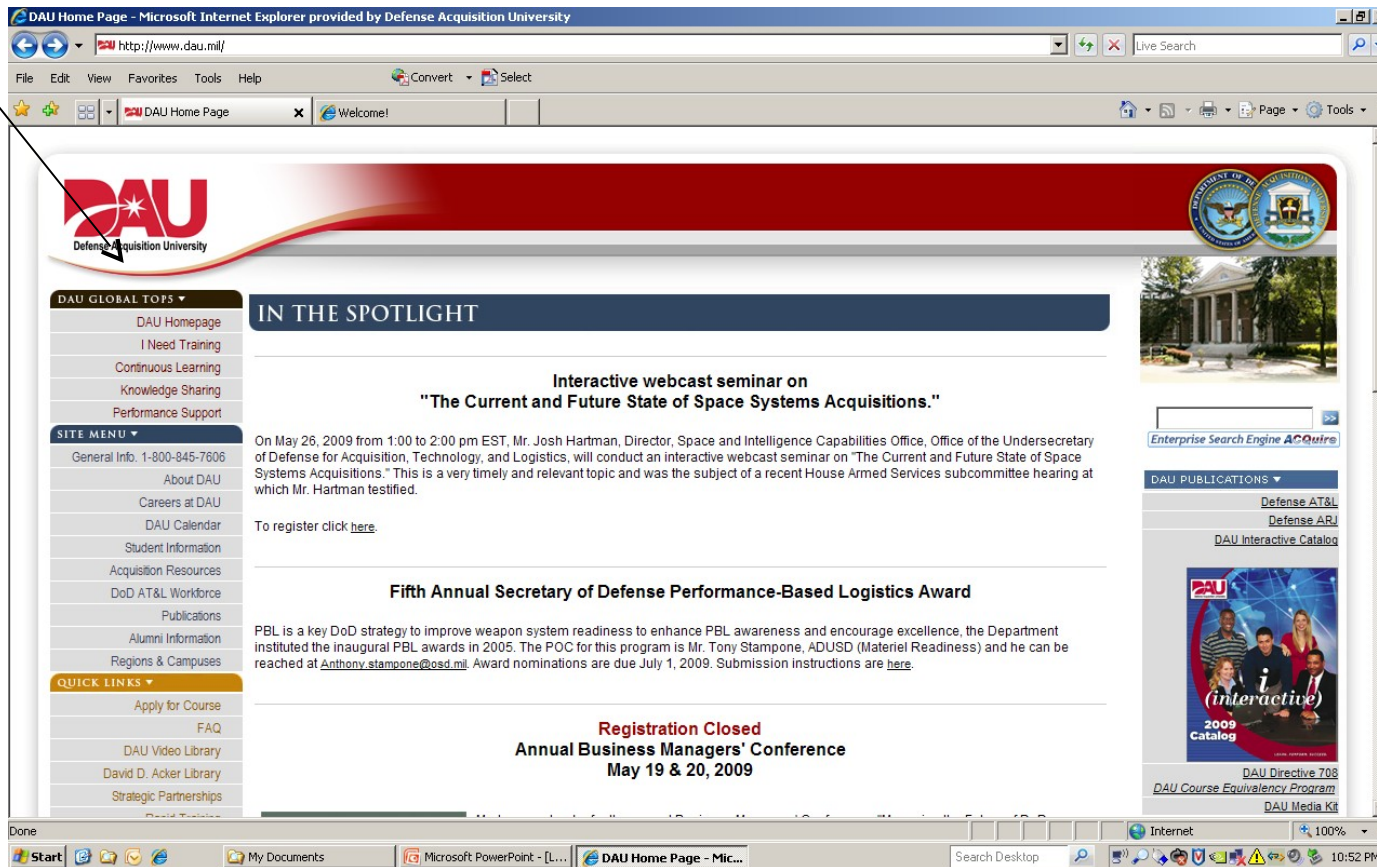 DAU Home Page - Microsoft Internet Explorer provided by Defense Acquisition University
http://www.dau.mil/
Live Search
File Edit View Favorites Tools Help
Convert Select
DAU Home Page
Welcome!
Page Tools
DAU
Defense Acquisition University
DAU GLOBAL TOPS
DAU Homepage
I Need Training
Continuous Learning
Knowledge Sharing
Performance Support
SITE MENU
General Info. 1-800-845-7606
About DAU
Careers at DAU
DAU Calendar
Student Information
Acquisition Resources
DoD AT&L Workforce
Publications
Alumni Information
Regions & Campuses
QUICK LINKS
Apply for Course
FAQ
DAU Video Library
David D. Acker Library
Strategic Partnerships
IN THE SPOTLIGHT
Interactive webcast seminar on
"The Current and Future State of Space Systems Acquisitions."
On May 26, 2009 from 1:00 to 2:00 pm EST, Mr. Josh Hartman, Director, Space and Intelligence Capabilities Office, Office of the Undersecretary
of Defense for Acquisition, Technology, and Logistics, will conduct an interactive webcast seminar on "The Current and Future State of Space
Systems Acquisitions." This is a very timely and relevant topic and was the subject of a recent House Armed Services subcommittee hearing at
which Mr. Hartman testified.
To register click here.
Fifth Annual Secretary of Defense Performance-Based Logistics Award
PBL is a key DoD strategy to improve weapon system readiness to enhance PBL awareness and encourage excellence, the Department
instituted the inaugural PBL awards in 2005. The POC for this program is Mr. Tony Stampone, ADUSD (Materiel Readiness) and he can be
reached at Anthony.stampone@osd.mil. Award nominations are due July 1, 2009. Submission instructions are here.
Registration Closed
Annual Business Managers' Conference
May 19 & 20, 2009
Enterprise Search Engine ACQuire
DAU PUBLICATIONS
Defense AT&L
Defense ARJ
DAU Interactive Catalog
DAU
i
(interactive)
2009
Catalog
DAU Directive 708
DAU Course Equivalency Program
DAU Media Kit
Done
Internet
100%
Start
My Documents
Microsoft PowerPoint - [L...
DAU Home Page - Mic...
Search Desktop
10:52 PM